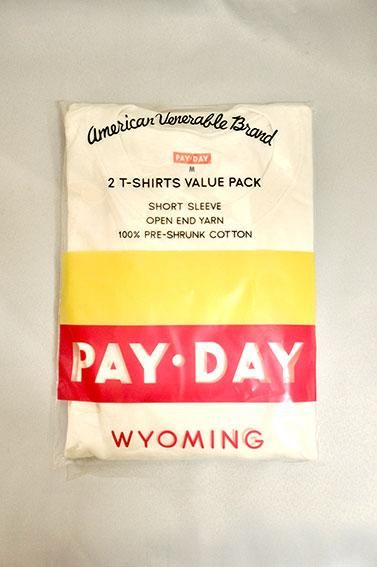 American Venerable Brand
PAY·DAY
M
2 T-SHIRTS VALUE PACK
SHORT SLEEVE
OPEN END YARN
100% PRE-SHRUNK COTTON
PAY·DAY
WYOMING